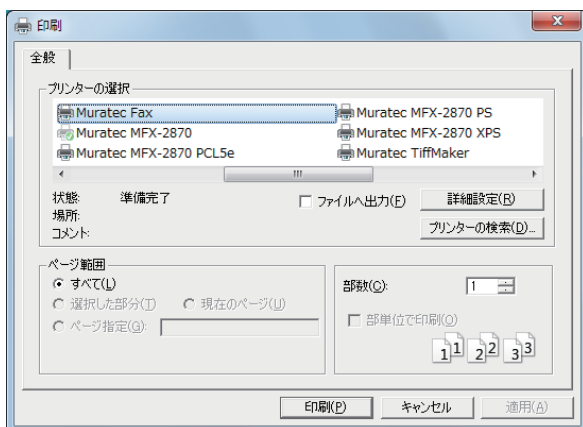 印刷
全般
プリンターの選択
Muratec Fax
Muratec MFX-2870 PS
Muratec MFX-2870
Muratec MFX-2870 XPS
Muratec MFX-2870 PCL5e
Muratec TiffMaker
状態: 準備完了
ファイルへ出力(F)
詳細設定(R)
場所:
コメント:
プリンターの検索(D)...
ページ範囲
すべて(L)
選択した部分(T) 現在のページ(U)
ページ指定(G):
部数(C): 1
部単位で印刷(O)
1 1 2 2 3 3
印刷(P) キャンセル 適用(A)